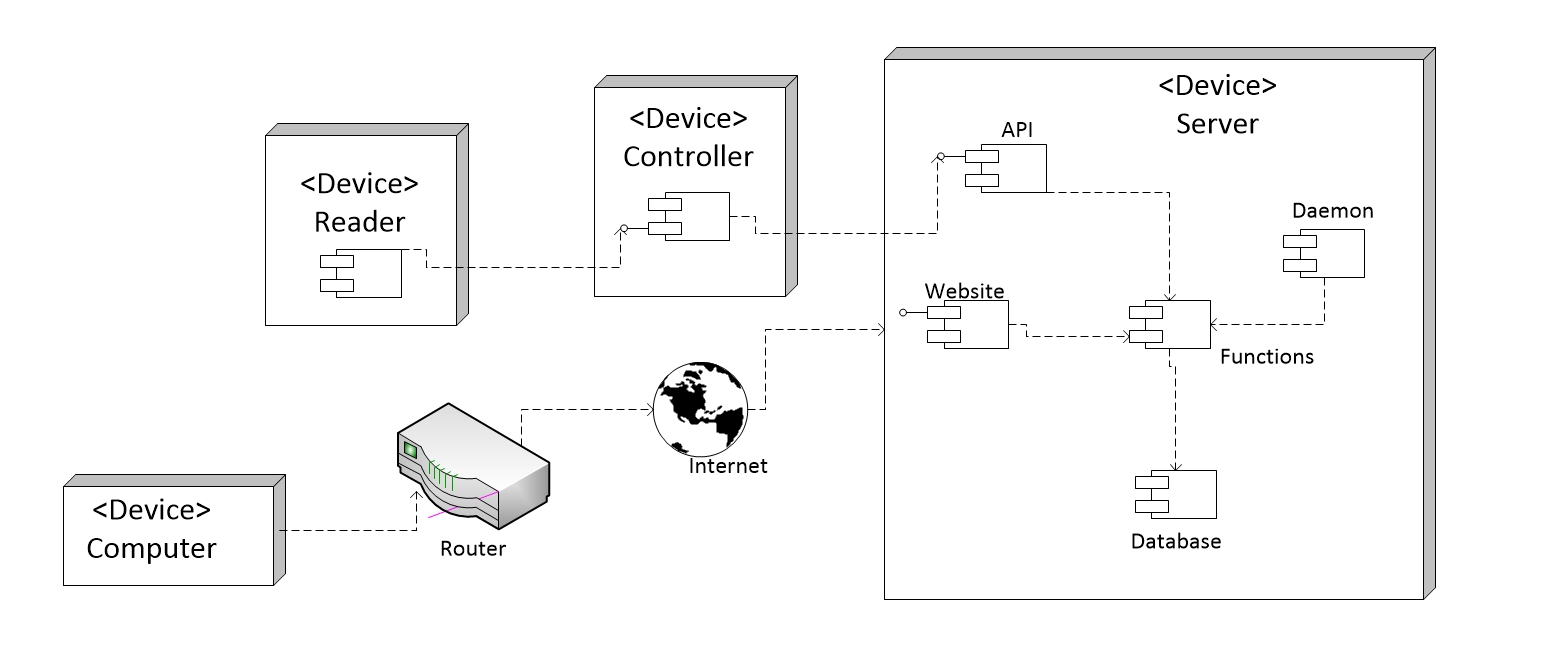 <Device>
Reader
<Device>
Controller
<Device>
Server
API
Daemon
Website
Functions
Database
Internet
Router
<Device>
Computer